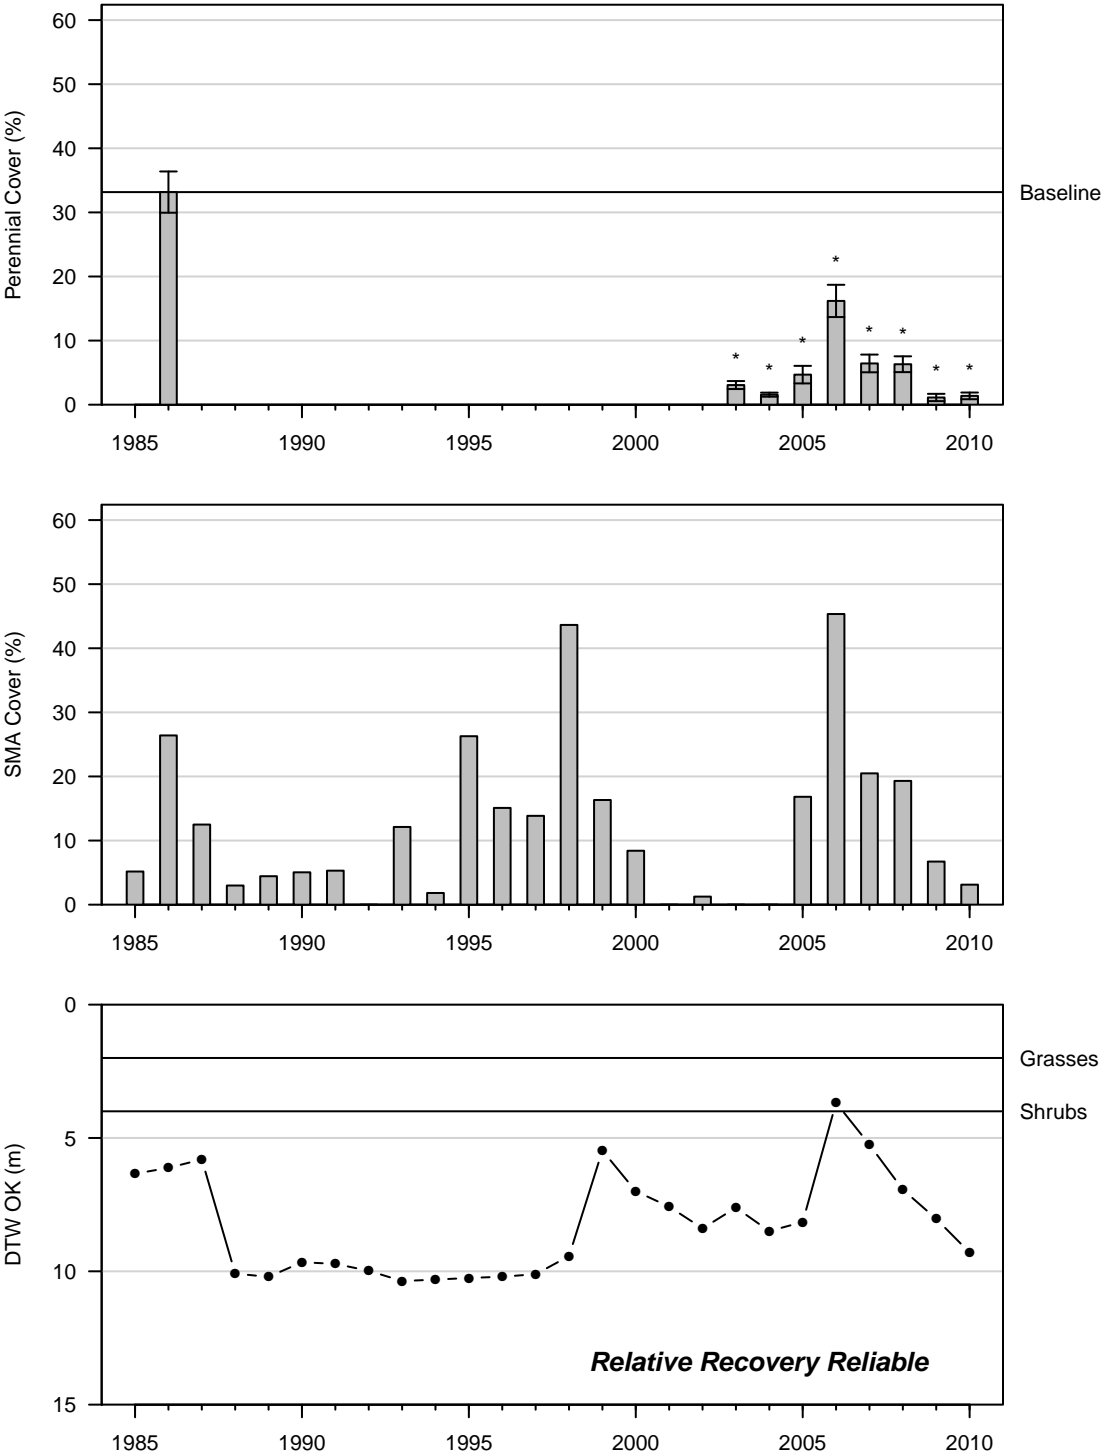 Perennial Cover (%)
60
50
40
30
20
10
0
Baseline
*
*
*
*
*
*
*
*
1985 1990 1995 2000 2005 2010
SMA Cover (%)
60
50
40
30
20
10
0
1985 1990 1995 2000 2005 2010
DTW OK (m)
0
5
10
15
Grasses
Shrubs
Relative Recovery Reliable
1985 1990 1995 2000 2005 2010